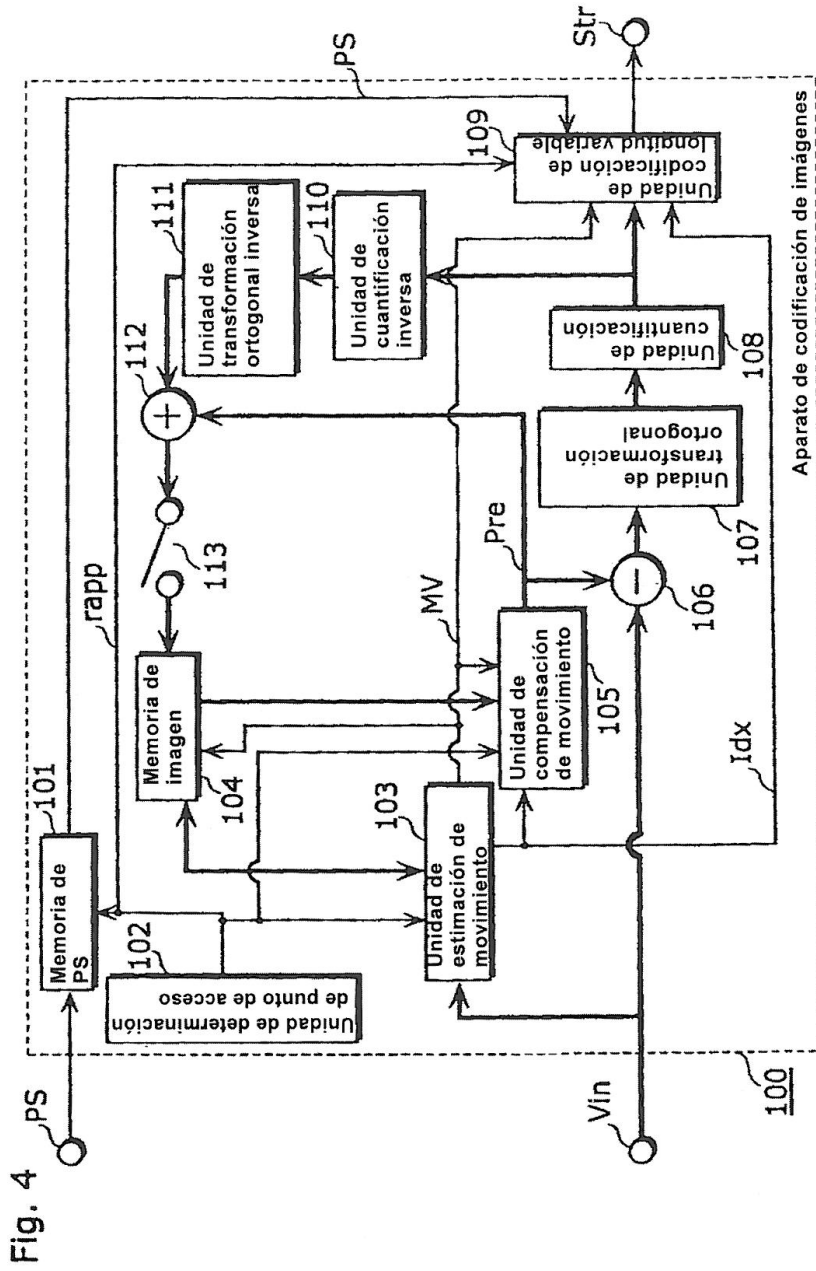 Fig. 4
PS
Memoria de
PS
101
Unidad de determinación
de punto de acceso
102
rapp
PS
Memoria de
imagen
104
113
112
Unidad de
transformación
ortogonal inversa
111
Unidad de
cuantificación
inversa
110
Unidad de
codificación de
longitud variable
109
Str
Unidad de
estimación de
movimiento
103
MV
Unidad de
compensación
de movimiento
105
Pre
Vin
106
Unidad de
transformación
ortogonal
107
Unidad de
cuantificación
108
Idx
100
Aparato de codificación de imágenes